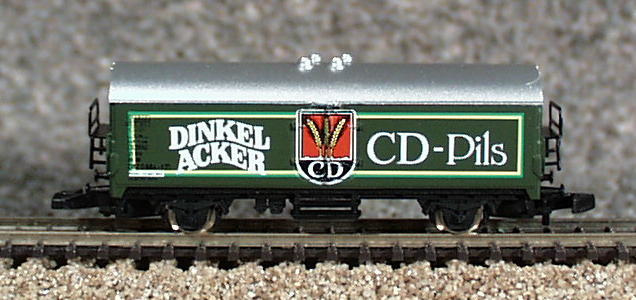 DINKEL
ACKER
CD
CD-Pils